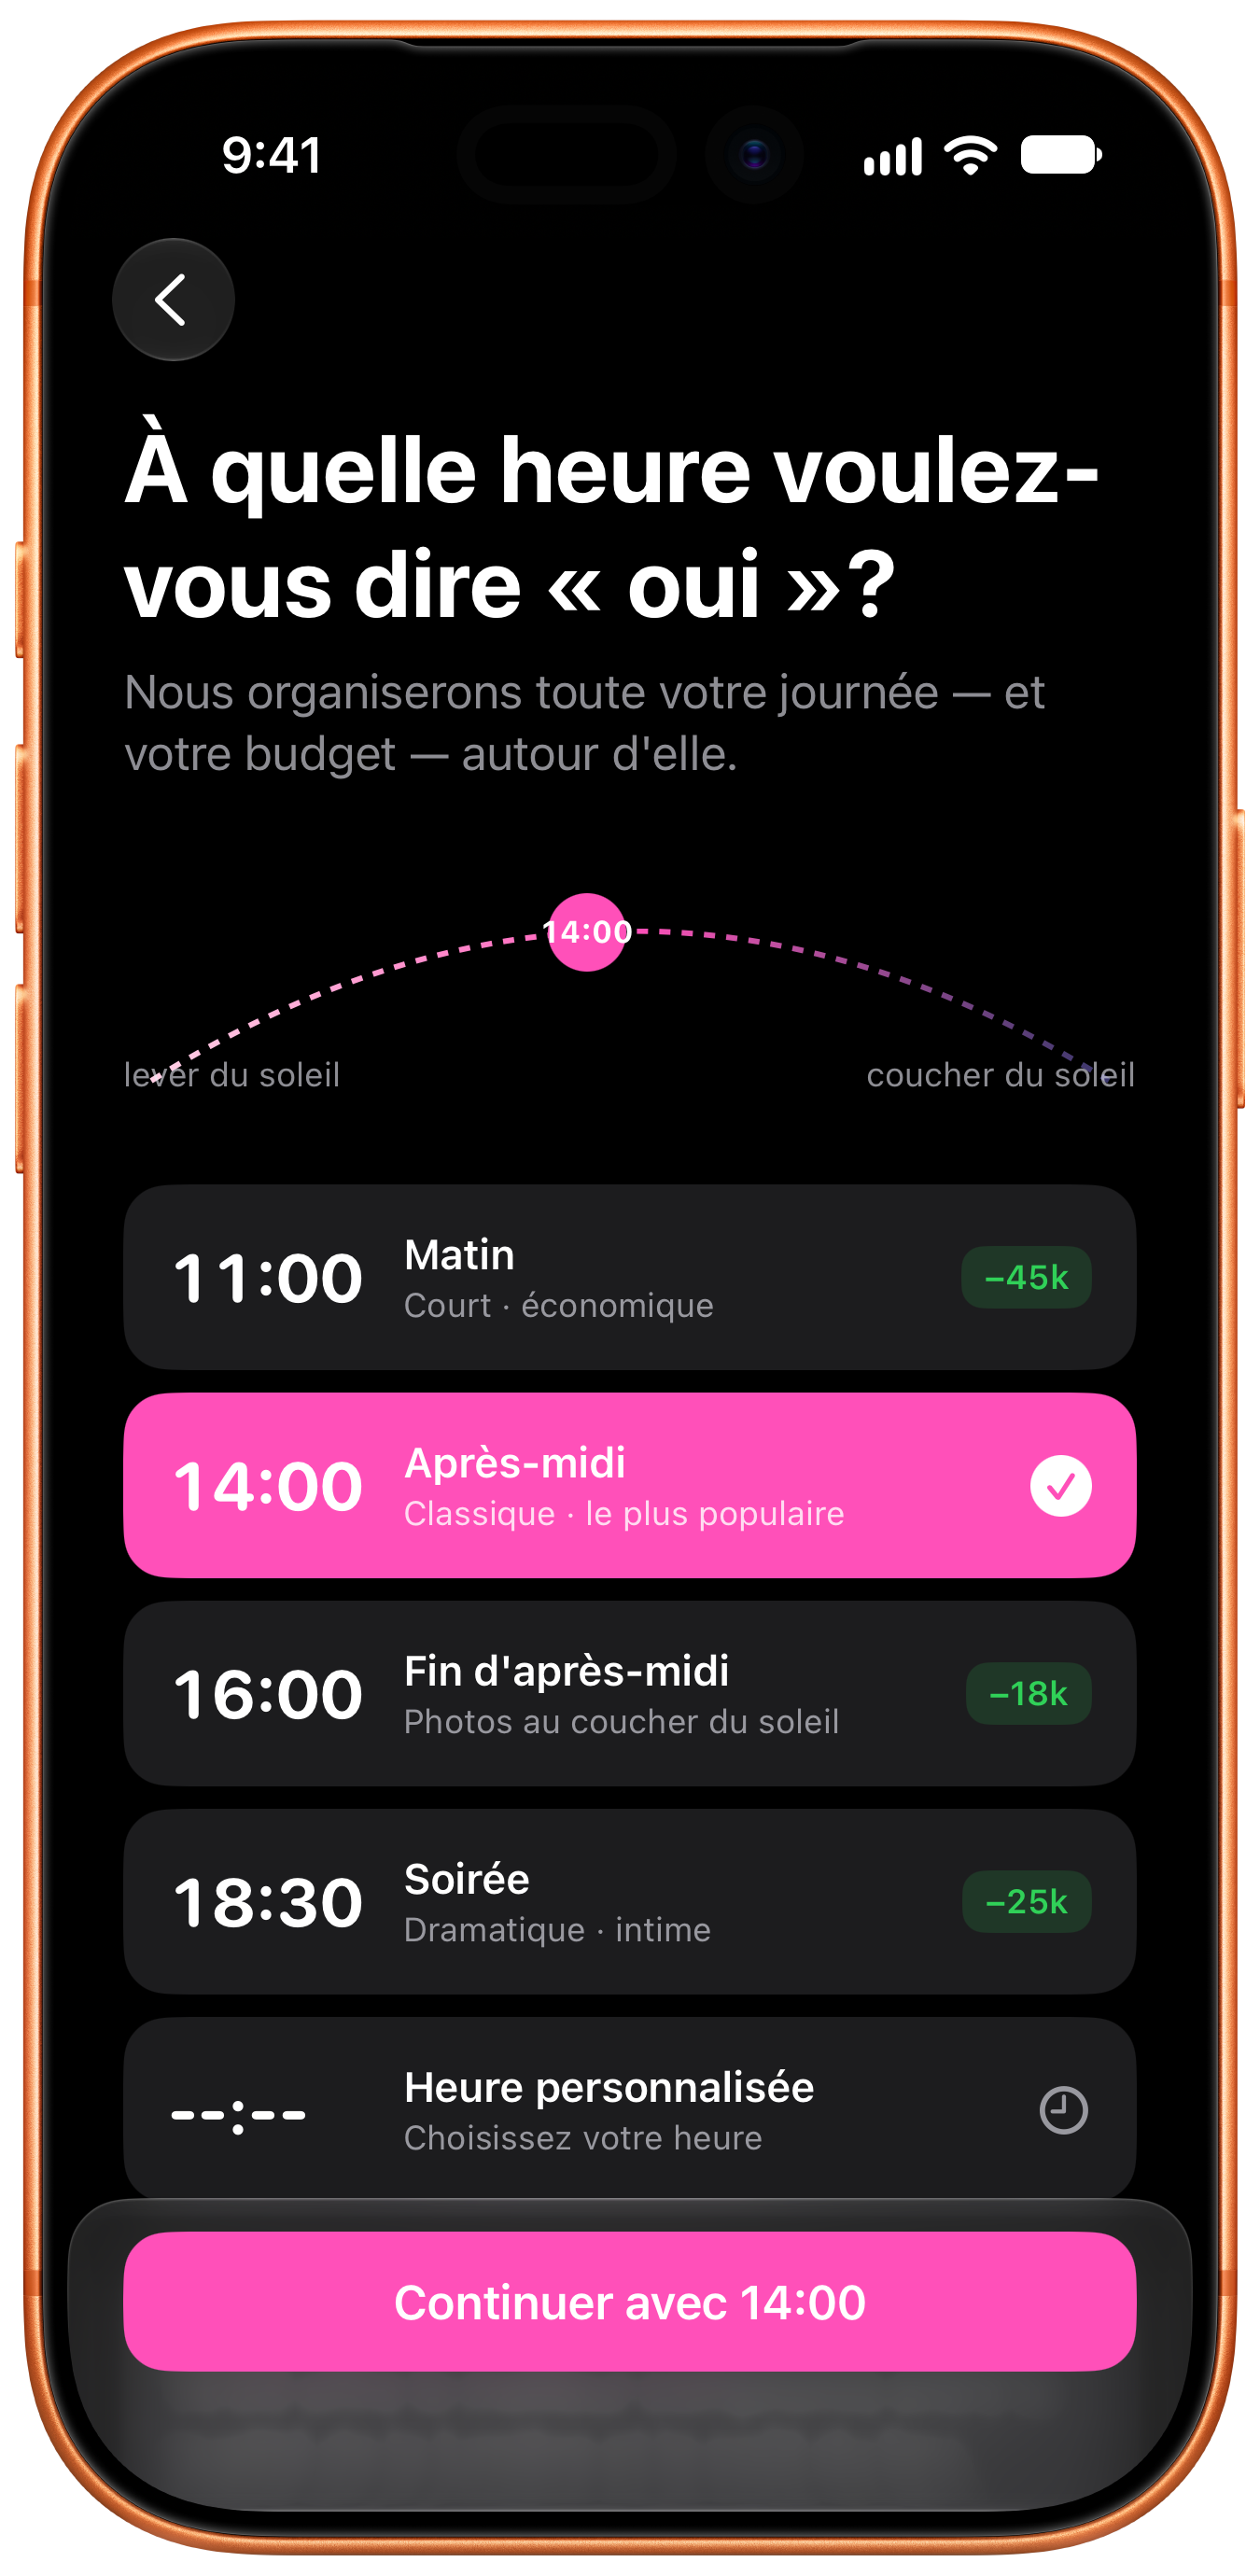 9:41
À quelle heure voulez-
vous dire « oui »?
Nous organiserons toute votre journée — et
votre budget — autour d'elle.
14:00
lever du soleil
coucher du soleil
11:00
Matin
Court · économique
–45k
14:00
Après-midi
Classique · le plus populaire
16:00
Fin d'après-midi
Photos au coucher du soleil
–18k
18:30
Soirée
Dramatique · intime
–25k
--:--
Heure personnalisée
Choisissez votre heure
Continuer avec 14:00